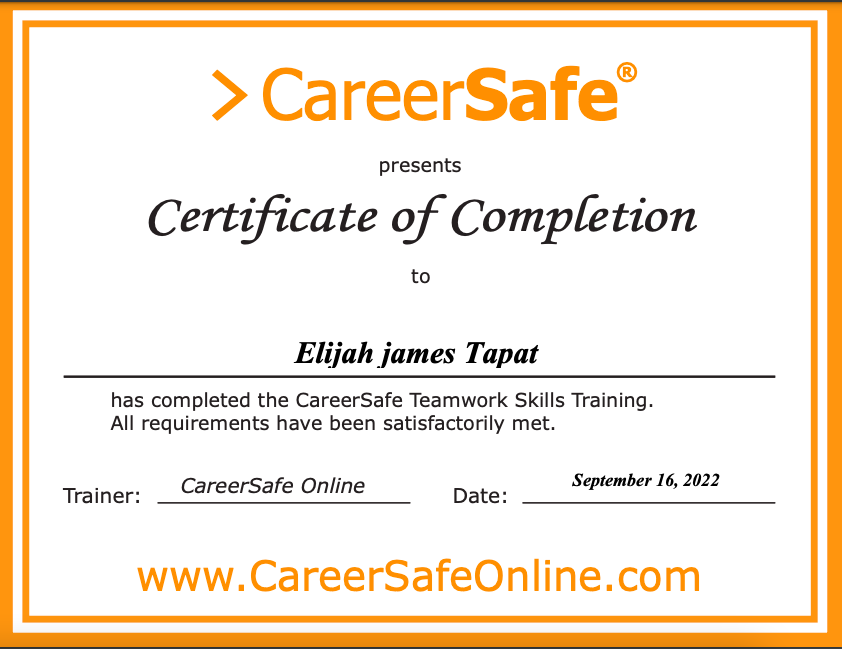 > CareerSafe®
presents
Certificate of Completion
to
Elijah james Tapat
has completed the CareerSafe Teamwork Skills Training.
All requirements have been satisfactorily met.
Trainer: CareerSafe Online Date: September 16, 2022
www.CareerSafeOnline.com